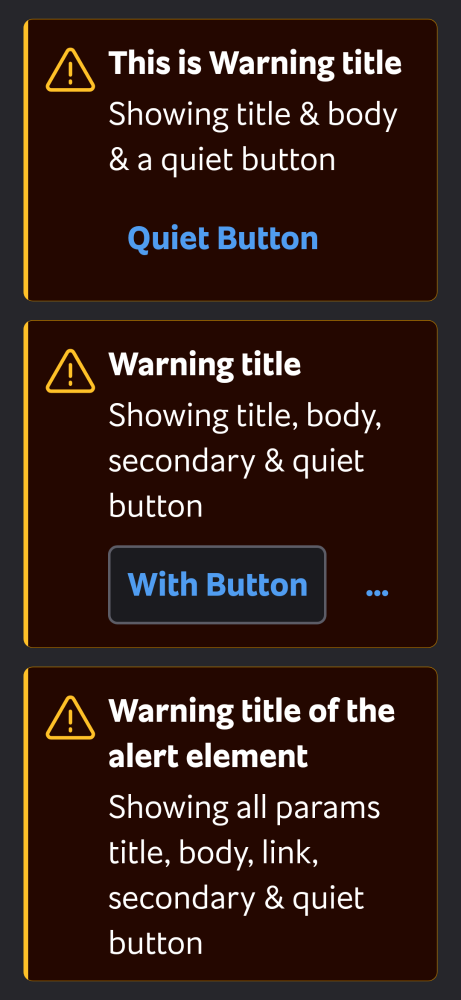 This is Warning title
Showing title & body
& a quiet button
Quiet Button
Warning title
Showing title, body,
secondary & quiet
button
With Button
...
Warning title of the
alert element
Showing all params
title, body, link,
secondary & quiet
button